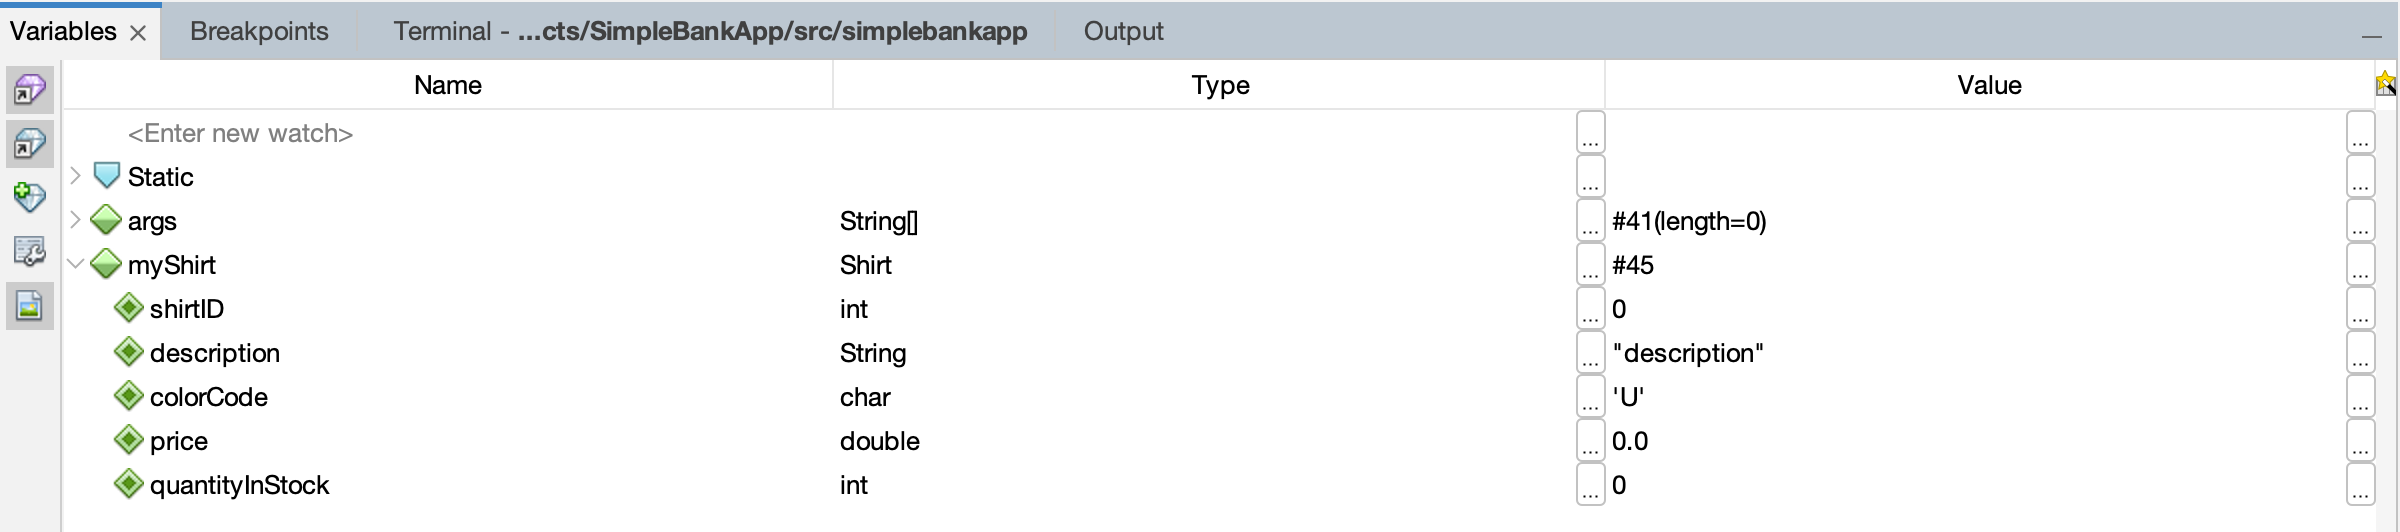 Variables Breakpoints Terminal - ...cts/SimpleBankApp/src/simplebankapp Output
Name Type Value
<Enter new watch> ... ...
Static ... ...
args String[] ... #41(length=0) ...
myShirt Shirt ... #45 ...
shirtID int ... 0 ...
description String ... "description" ...
colorCode char ... 'U' ...
price double ... 0.0 ...
quantityInStock int ... 0 ...